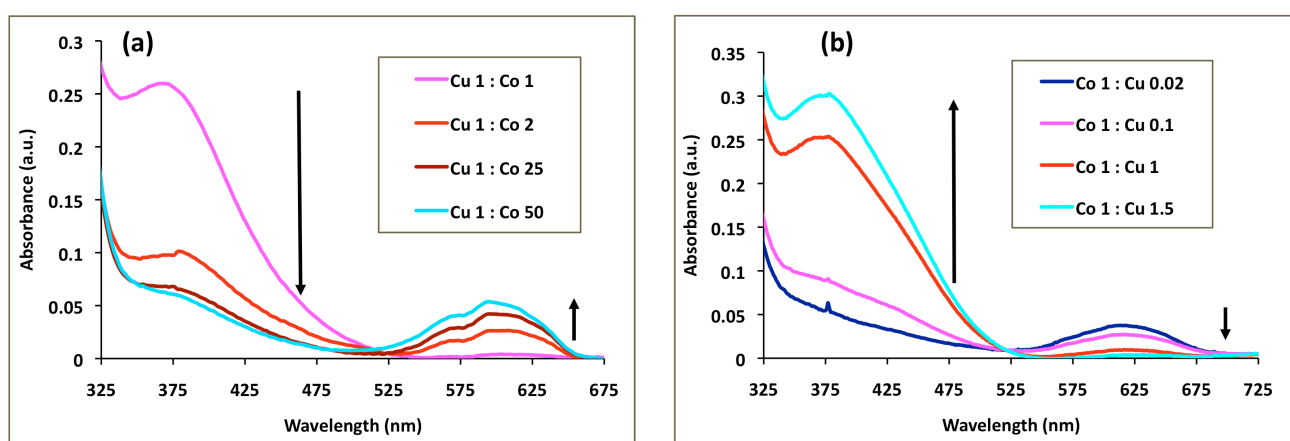 (a)
0.3
0.25
0.2
0.15
0.1
0.05
0
Absorbance (a.u.)
325 375 425 475 525 575 625 675
Wavelength (nm)
Cu 1 : Co 1
Cu 1 : Co 2
Cu 1 : Co 25
Cu 1 : Co 50
(b)
0.35
0.3
0.25
0.2
0.15
0.1
0.05
0
Absorbance (a.u.)
325 375 425 475 525 575 625 675 725
Wavelength (nm)
Co 1 : Cu 0.02
Co 1 : Cu 0.1
Co 1 : Cu 1
Co 1 : Cu 1.5